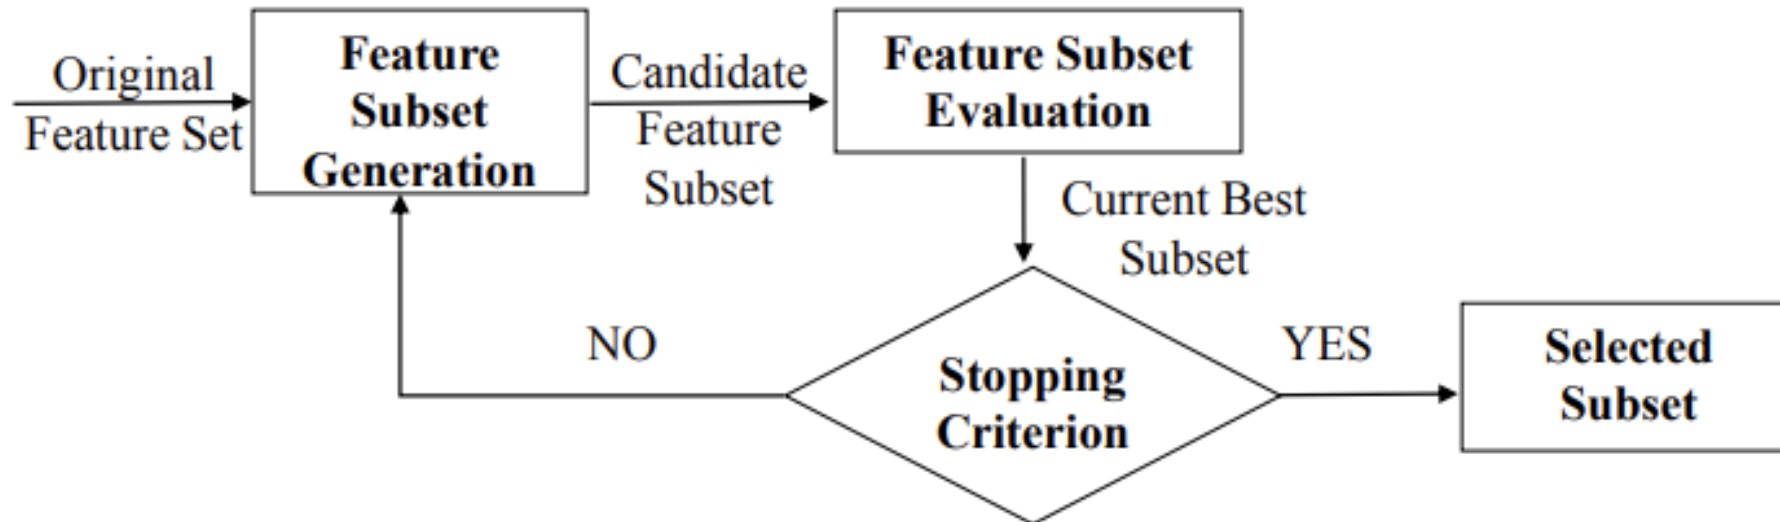 Original
Feature Set
Feature
Subset
Generation
Candidate
Feature
Subset
Feature Subset
Evaluation
Current Best
Subset
NO
Stopping
Criterion
YES
Selected
Subset